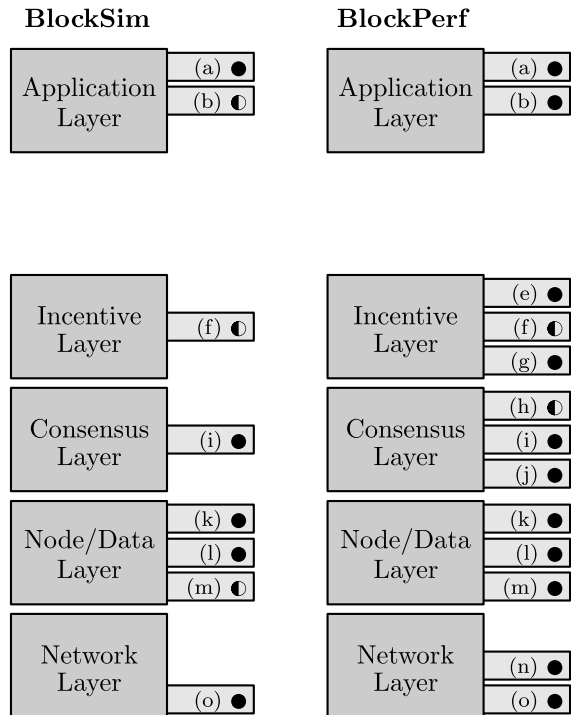 BlockSim
Application
Layer
(a)
(b)
Incentive
Layer
(f)
Consensus
Layer
(i)
Node/Data
Layer
(k)
(l)
(m)
Network
Layer
(o)
BlockPerf
Application
Layer
(a)
(b)
Incentive
Layer
(e)
(f)
(g)
Consensus
Layer
(h)
(i)
(j)
Node/Data
Layer
(k)
(l)
(m)
Network
Layer
(n)
(o)